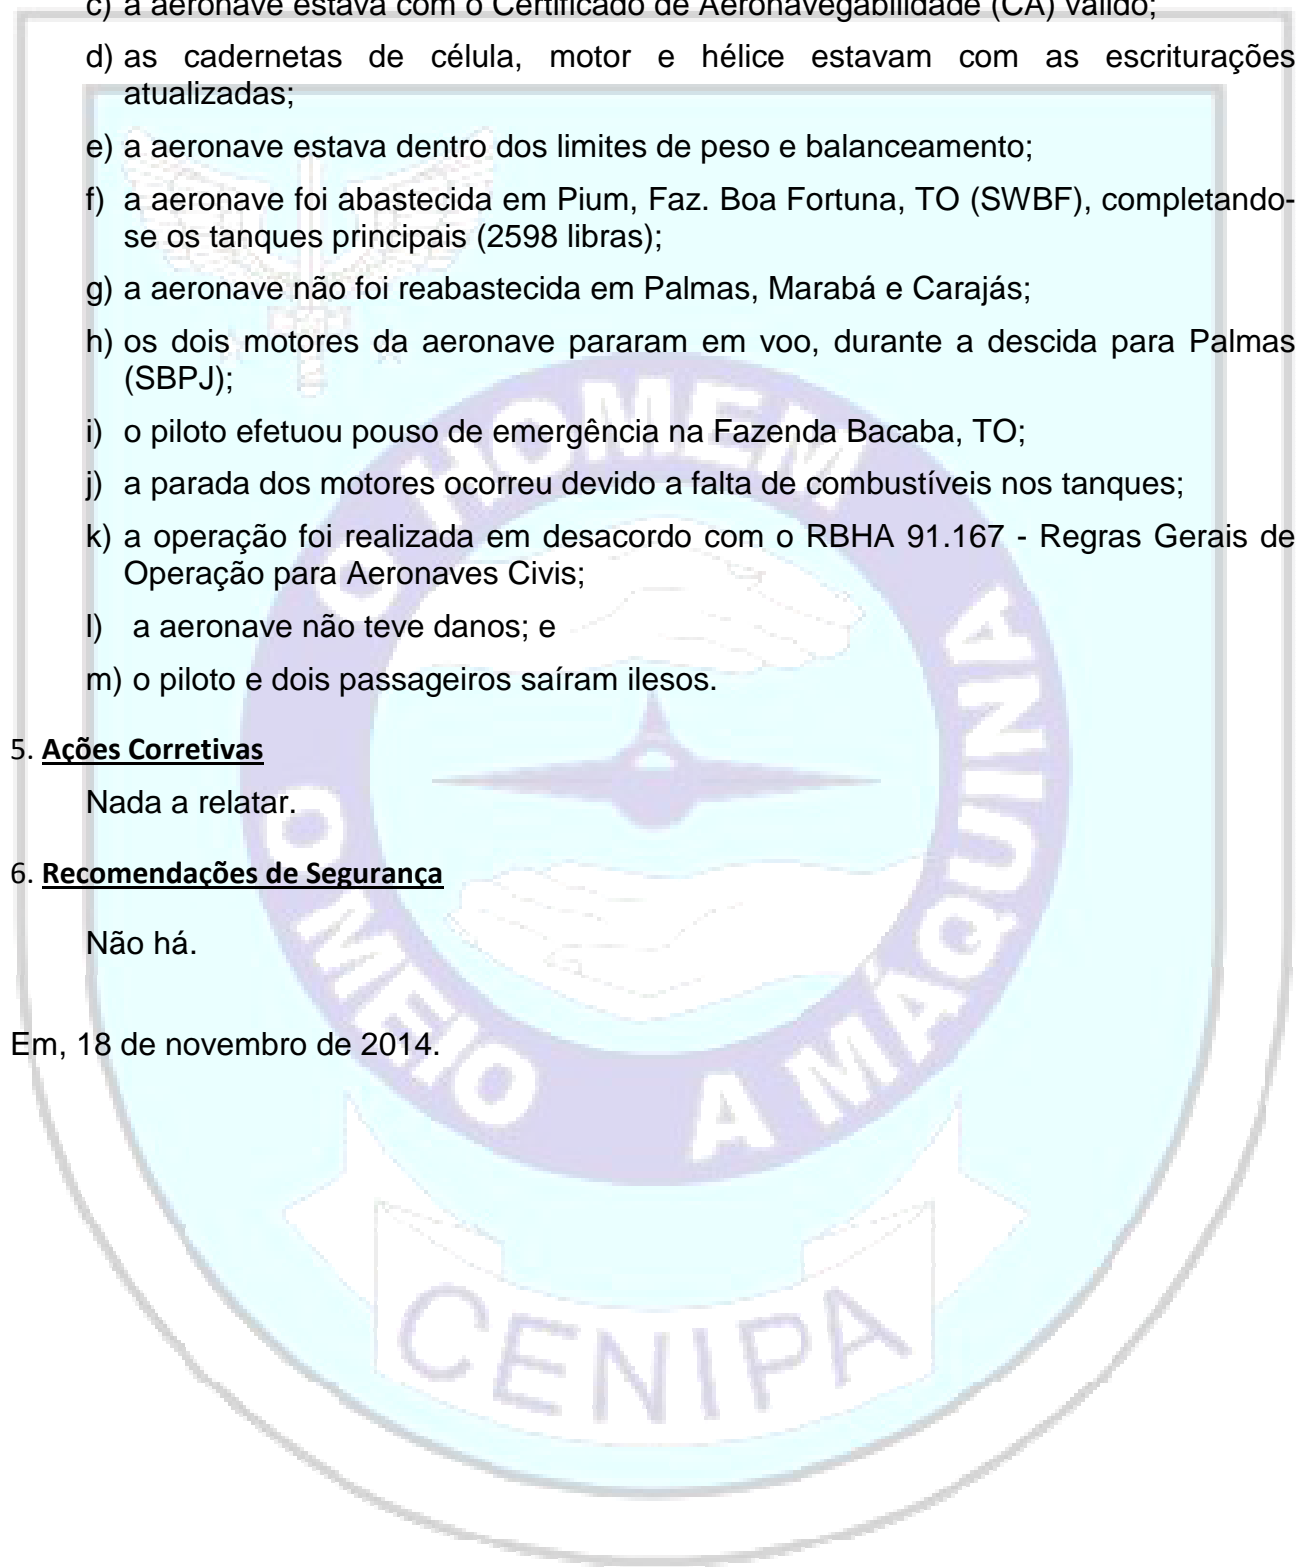 c) a aeronave estava com o Certificado de Aeronavegabilidade (CA) válido;
d) as cadernetas de célula, motor e hélice estavam com as escriturações
atualizadas;
e) a aeronave estava dentro dos limites de peso e balanceamento;
f) a aeronave foi abastecida em Pium, Faz. Boa Fortuna, TO (SWBF), completando-
se os tanques principais (2598 libras);
g) a aeronave não foi reabastecida em Palmas, Marabá e Carajás;
h) os dois motores da aeronave pararam em voo, durante a descida para Palmas
(SBPJ);
i) o piloto efetuou pouso de emergência na Fazenda Bacaba, TO;
j) a parada dos motores ocorreu devido a falta de combustíveis nos tanques;
k) a operação foi realizada em desacordo com o RBHA 91.167 - Regras Gerais de
Operação para Aeronaves Civis;
l) a aeronave não teve danos; e
m) o piloto e dois passageiros saíram ilesos.
5. Ações Corretivas
Nada a relatar.
6. Recomendações de Segurança
Não há.
Em, 18 de novembro de 2014.
O HOMEM
O MEIO
A MÁQUINA
CENIPA